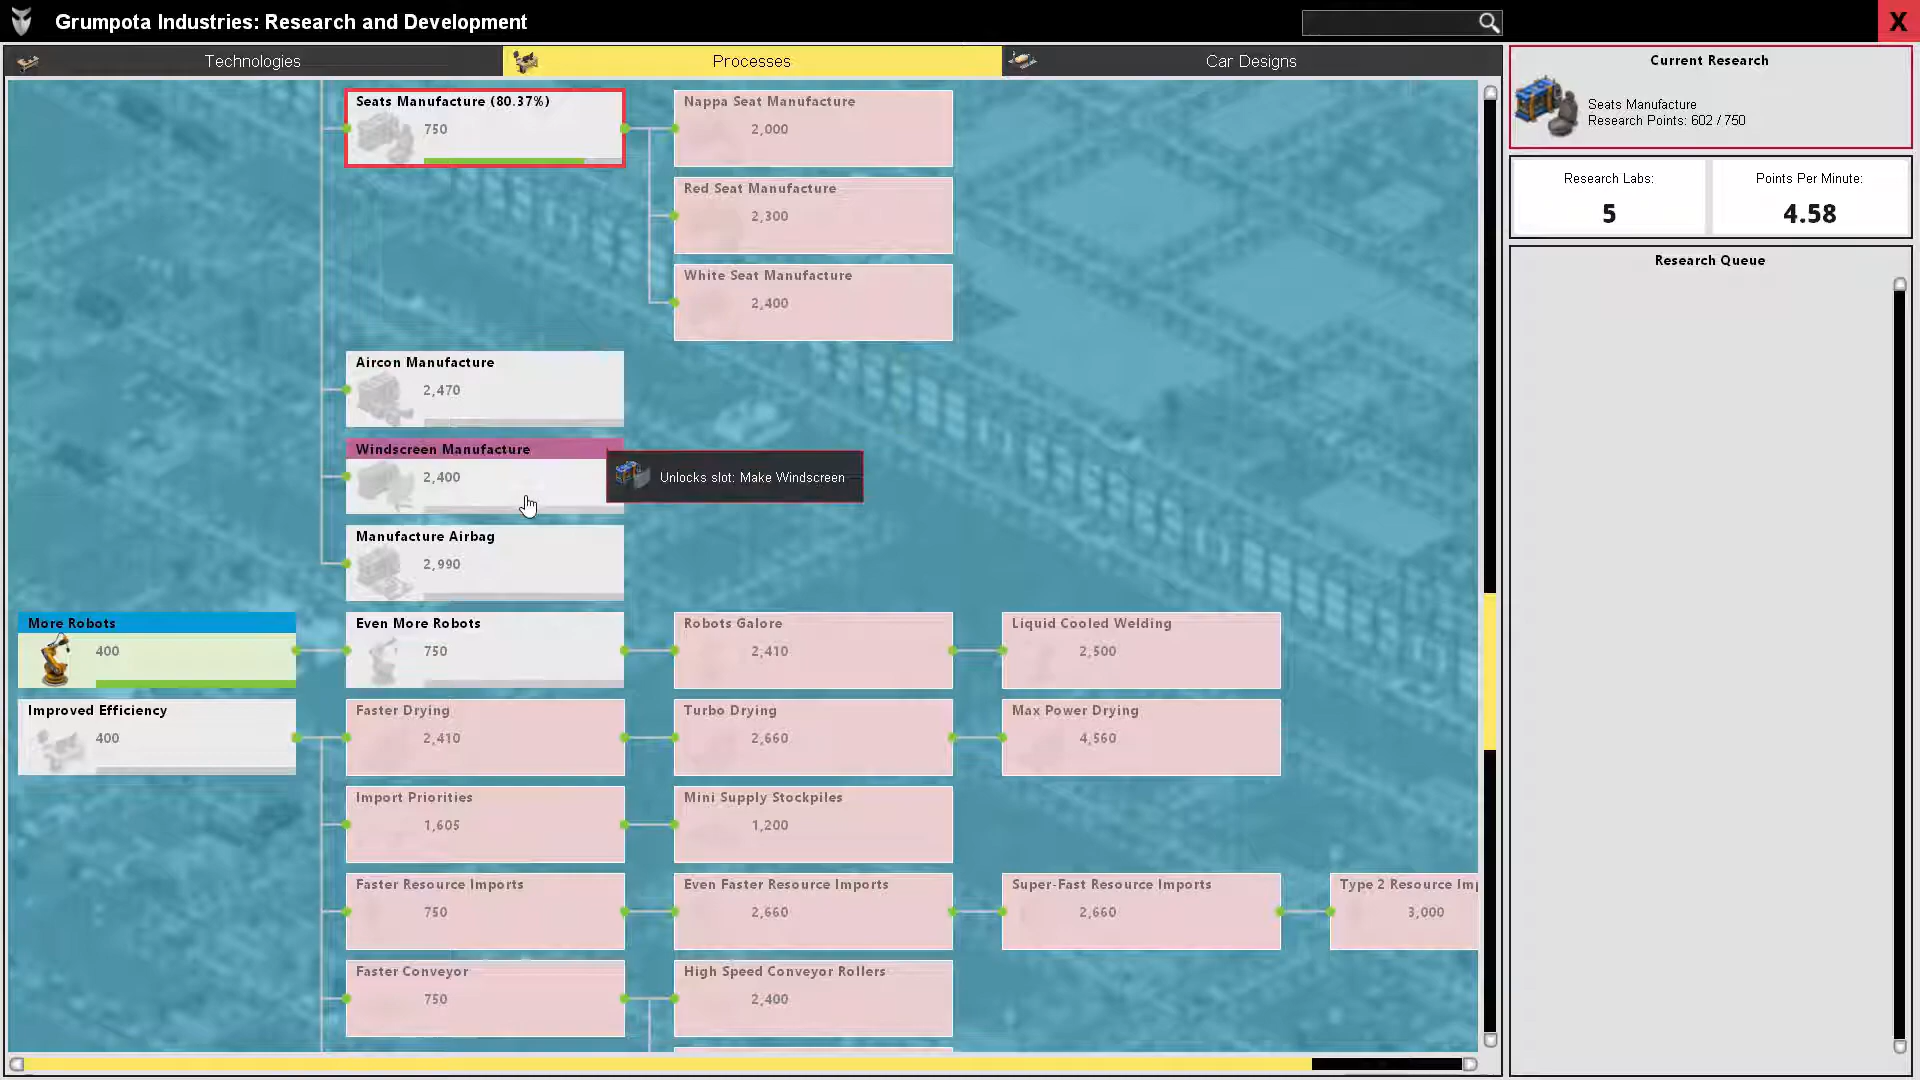 Grumpota Industries: Research and Development
X
Technologies
Processes
Car Designs
Current Research
Seats Manufacture
Research Points: 602 / 750
Research Labs:
5
Points Per Minute:
4.58
Research Queue
Seats Manufacture (80.37%)
750
Nappa Seat Manufacture
2,000
Red Seat Manufacture
2,300
White Seat Manufacture
2,400
Aircon Manufacture
2,470
Windscreen Manufacture
2,400
Unlocks slot: Make Windscreen
Manufacture Airbag
2,990
More Robots
400
Even More Robots
750
Robots Galore
2,410
Liquid Cooled Welding
2,500
Improved Efficiency
400
Faster Drying
2,410
Turbo Drying
2,660
Max Power Drying
4,560
Import Priorities
1,605
Mini Supply Stockpiles
1,200
Faster Resource Imports
750
Even Faster Resource Imports
2,660
Super-Fast Resource Imports
2,660
Type 2 Resource Im
3,000
Faster Conveyor
750
High Speed Conveyor Rollers
2,400